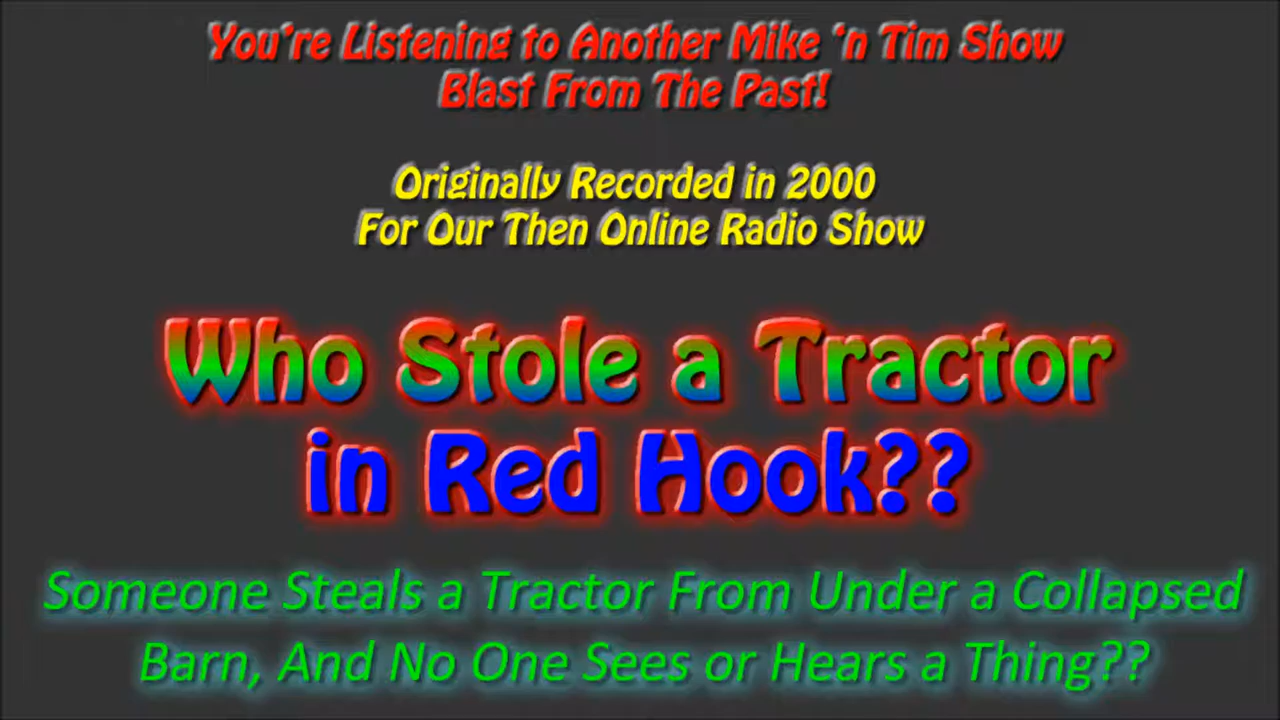 You're Listening to Another Mike 'n Tim Show
Blast From The Past!
Originally Recorded in 2000
For Our Then Online Radio Show
Who Stole a Tractor
in Red Hook??
Someone Steals a Tractor From Under a Collapsed
Barn, And No One Sees or Hears a Thing??